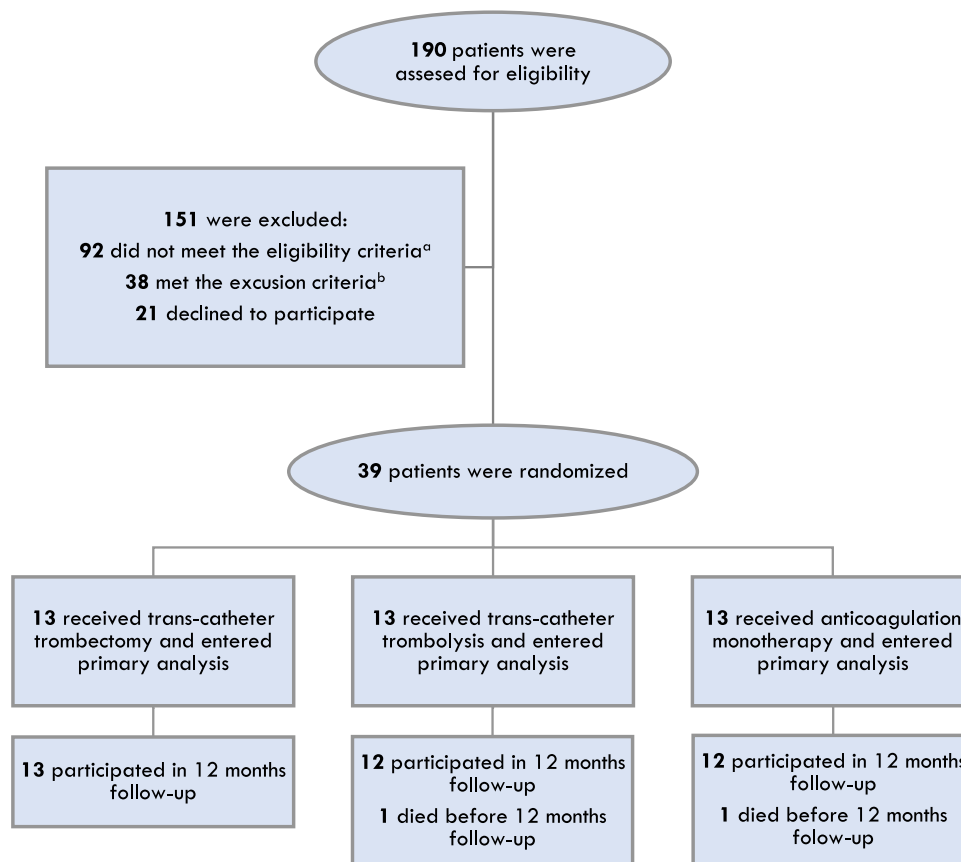 190 patients were
assesed for eligibility
151 were excluded:
92 did not meet the eligibility criteriaᵃ
38 met the excusion criteriaᵇ
21 declined to participate
39 patients were randomized
13 received trans-catheter
trombectomy and entered
primary analysis
13 received trans-catheter
trombolysis and entered
primary analysis
13 received anticoagulation
monotherapy and entered
primary analysis
13 participated in 12 months
follow-up
12 participated in 12 months
follow-up
1 died before 12 months
follow-up
12 participated in 12 months
follow-up
1 died before 12 months
folow-up